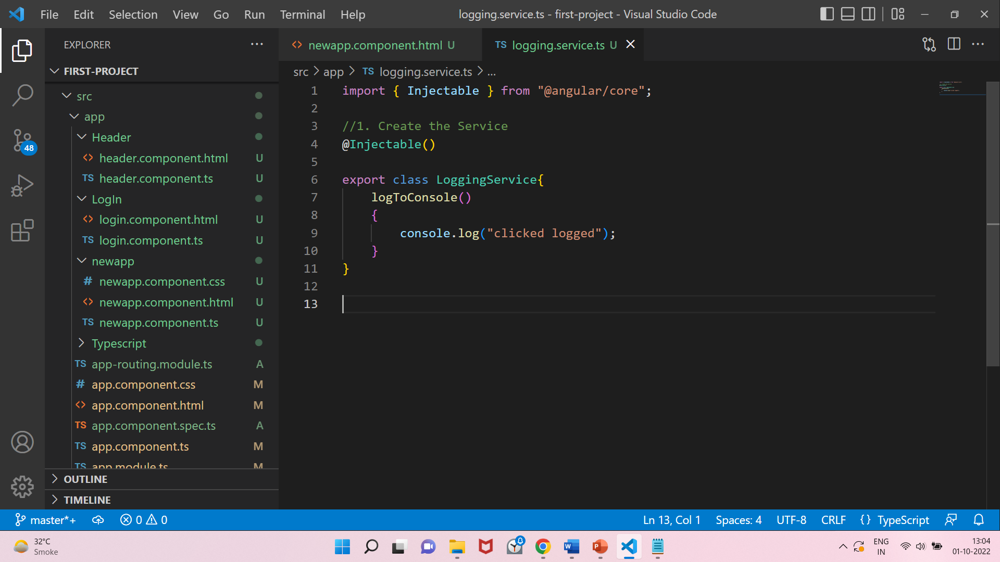 File Edit Selection View Go Run Terminal Help
logging.service.ts - first-project - Visual Studio Code
EXPLORER
FIRST-PROJECT
src
app
Header
<> header.component.html U
TS header.component.ts U
LogIn
<> login.component.html U
TS login.component.ts U
newapp
# newapp.component.css U
<> newapp.component.html U
TS newapp.component.ts U
Typescript
TS app-routing.module.ts A
# app.component.css M
<> app.component.html M
TS app.component.spec.ts A
TS app.component.ts M
TS app.module.ts M
OUTLINE
TIMELINE
48
<> newapp.component.html U
TS logging.service.ts U
src > app > TS logging.service.ts > ...
1 import { Injectable } from "@angular/core";
2
3 //1. Create the Service
4 @Injectable()
5
6 export class LoggingService{
7 logToConsole()
8 {
9 console.log("clicked logged");
10 }
11 }
12
13
master*+ 0 0
Ln 13, Col 1 Spaces: 4 UTF-8 CRLF {} TypeScript
32°C
Smoke
ENG
IN
13:04
01-10-2022